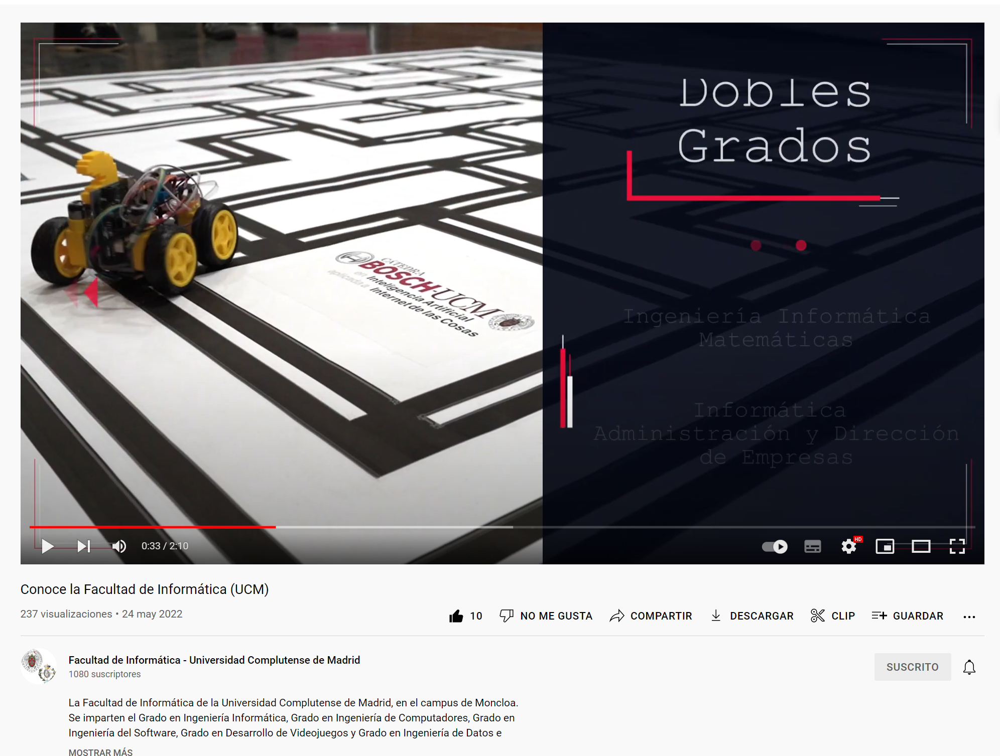 Dobles
Grados
CATEDRA
BOSCH-UCM
en Inteligencia Artificial
aplicada a Internet de las Cosas
Ingeniería Informática
Matemáticas
Informática
Administración y Dirección
de Empresas
0:33 / 2:10
HD
Conoce la Facultad de Informática (UCM)
237 visualizaciones • 24 may 2022
10
NO ME GUSTA
COMPARTIR
DESCARGAR
CLIP
GUARDAR
Facultad de Informática - Universidad Complutense de Madrid
1080 suscriptores
SUSCRITO
La Facultad de Informática de la Universidad Complutense de Madrid, en el campus de Moncloa.
Se imparten el Grado en Ingeniería Informática, Grado en Ingeniería de Computadores, Grado en
Ingeniería del Software, Grado en Desarrollo de Videojuegos y Grado en Ingeniería de Datos e
MOSTRAR MÁS